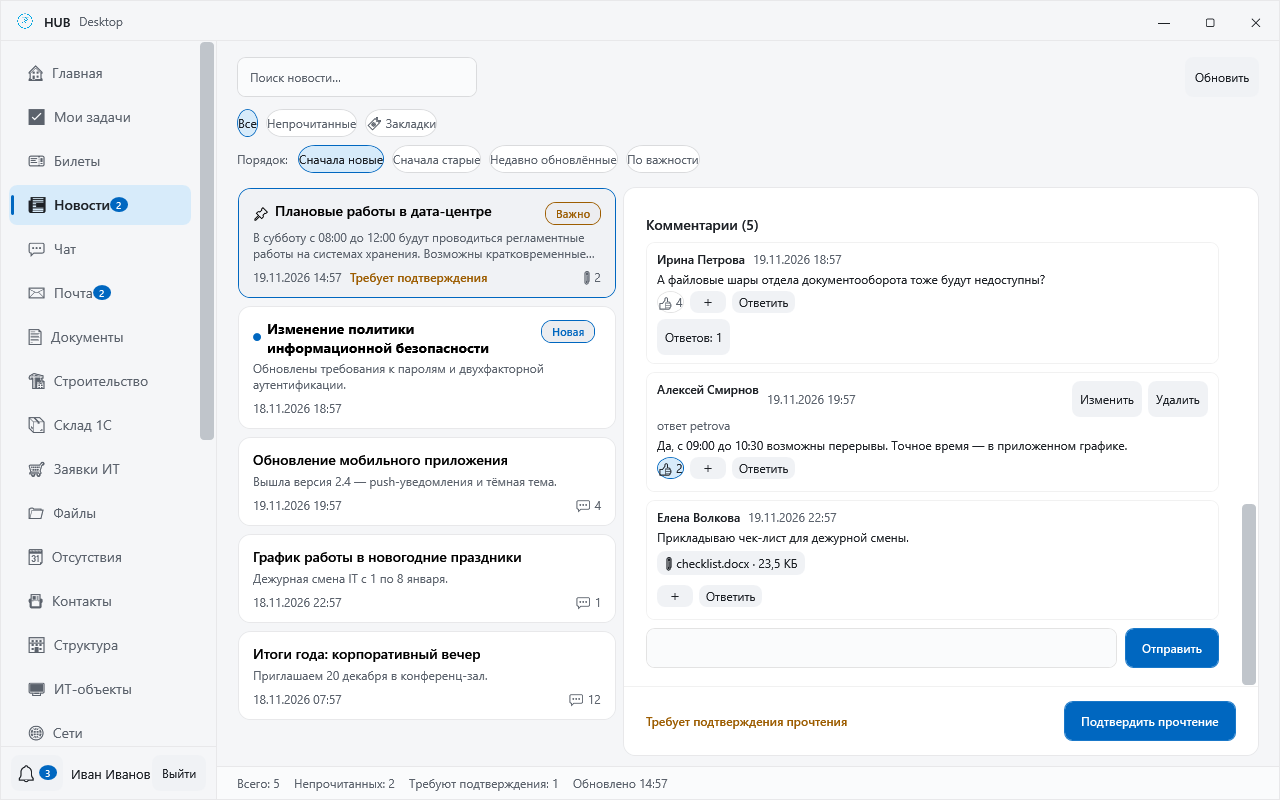 HUB Desktop
Главная
Мои задачи
Билеты
Новости 2
Чат
Почта 2
Документы
Строительство
Склад 1С
Заявки ИТ
Файлы
31 Отсутствия
Контакты
Структура
ИТ-объекты
Сети
3 Иван Иванов Выйти
Поиск новости...
Обновить
Все Непрочитанные Закладки
Порядок: Сначала новые Сначала старые Недавно обновлённые По важности
Плановые работы в дата-центре Важно
В субботу с 08:00 до 12:00 будут проводиться регламентные
работы на системах хранения. Возможны кратковременные...
19.11.2026 14:57 Требует подтверждения 2
Изменение политики
информационной безопасности
Новая
Обновлены требования к паролям и двухфакторной
аутентификации.
18.11.2026 18:57
Обновление мобильного приложения
Вышла версия 2.4 — push-уведомления и тёмная тема.
19.11.2026 19:57 4
График работы в новогодние праздники
Дежурная смена IT с 1 по 8 января.
18.11.2026 22:57 1
Итоги года: корпоративный вечер
Приглашаем 20 декабря в конференц-зал.
18.11.2026 07:57 12
Комментарии (5)
Ирина Петрова 19.11.2026 18:57
А файловые шары отдела документооборота тоже будут недоступны?
4 + Ответить
Ответов: 1
Алексей Смирнов 19.11.2026 19:57 Изменить Удалить
ответ petrova
Да, с 09:00 до 10:30 возможны перерывы. Точное время — в приложенном графике.
2 + Ответить
Елена Волкова 19.11.2026 22:57
Прикладываю чек-лист для дежурной смены.
checklist.docx · 23,5 КБ
+ Ответить
Отправить
Требует подтверждения прочтения Подтвердить прочтение
Всего: 5 Непрочитанных: 2 Требуют подтверждения: 1 Обновлено 14:57